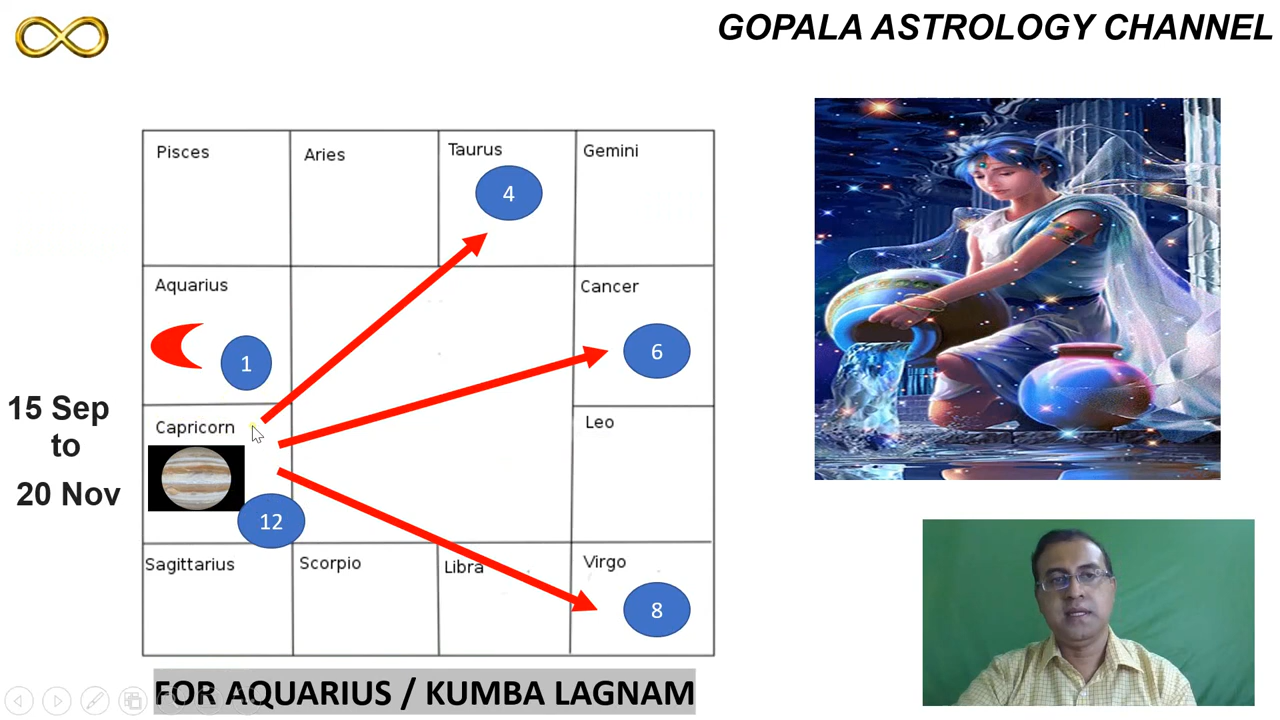 GOPALA ASTROLOGY CHANNEL
Pisces
Aries
Taurus
Gemini
4
Aquarius
Cancer
1
6
15 Sep
to
20 Nov
Capricorn
Leo
12
Sagittarius
Scorpio
Libra
Virgo
8
FOR AQUARIUS / KUMBA LAGNAM